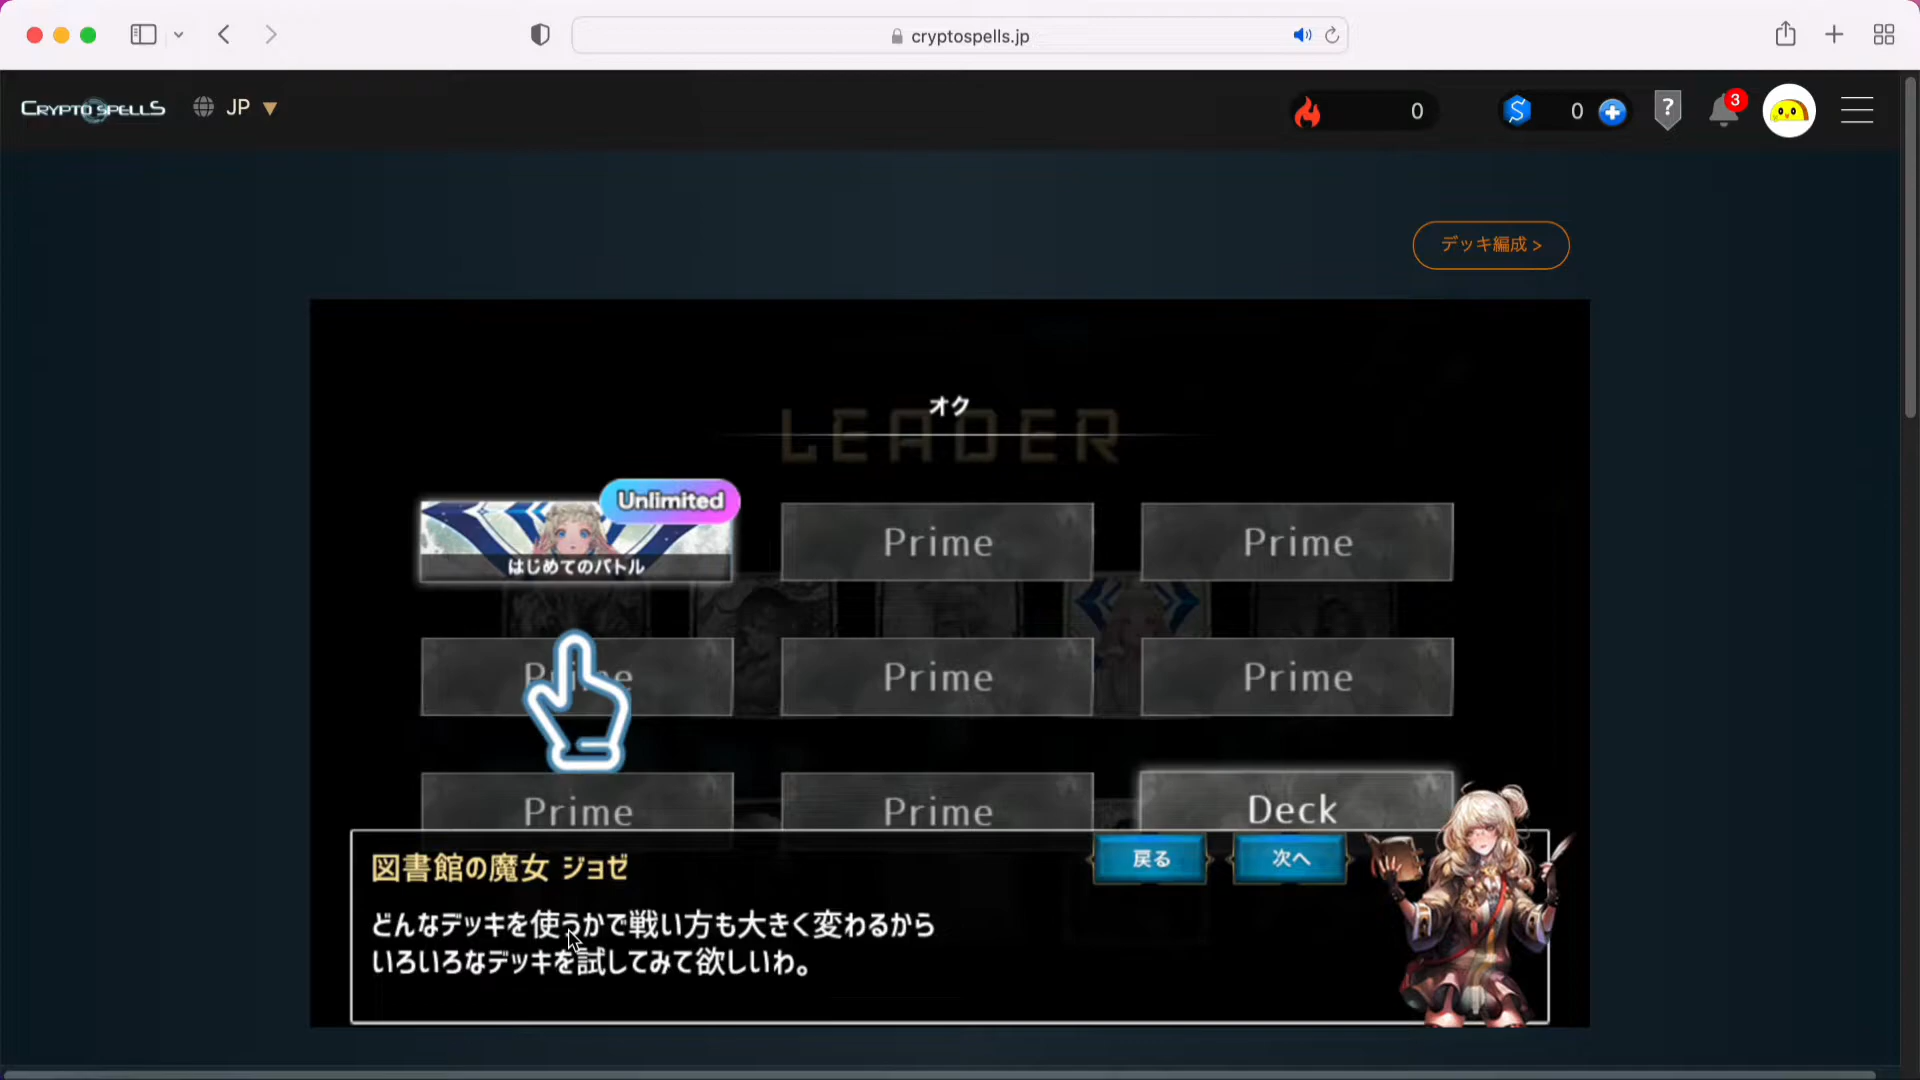 cryptospells.jp
CRYPTO SPELLS
JP
0
0
?
3
デッキ編成 >
オク
LEADER
Unlimited
はじめてのバトル
Prime
Prime
Prime
Prime
Prime
Prime
Prime
Deck
戻る
次へ
図書館の魔女 ジョゼ
どんなデッキを使うかで戦い方も大きく変わるから
いろいろなデッキを試してみて欲しいわ。